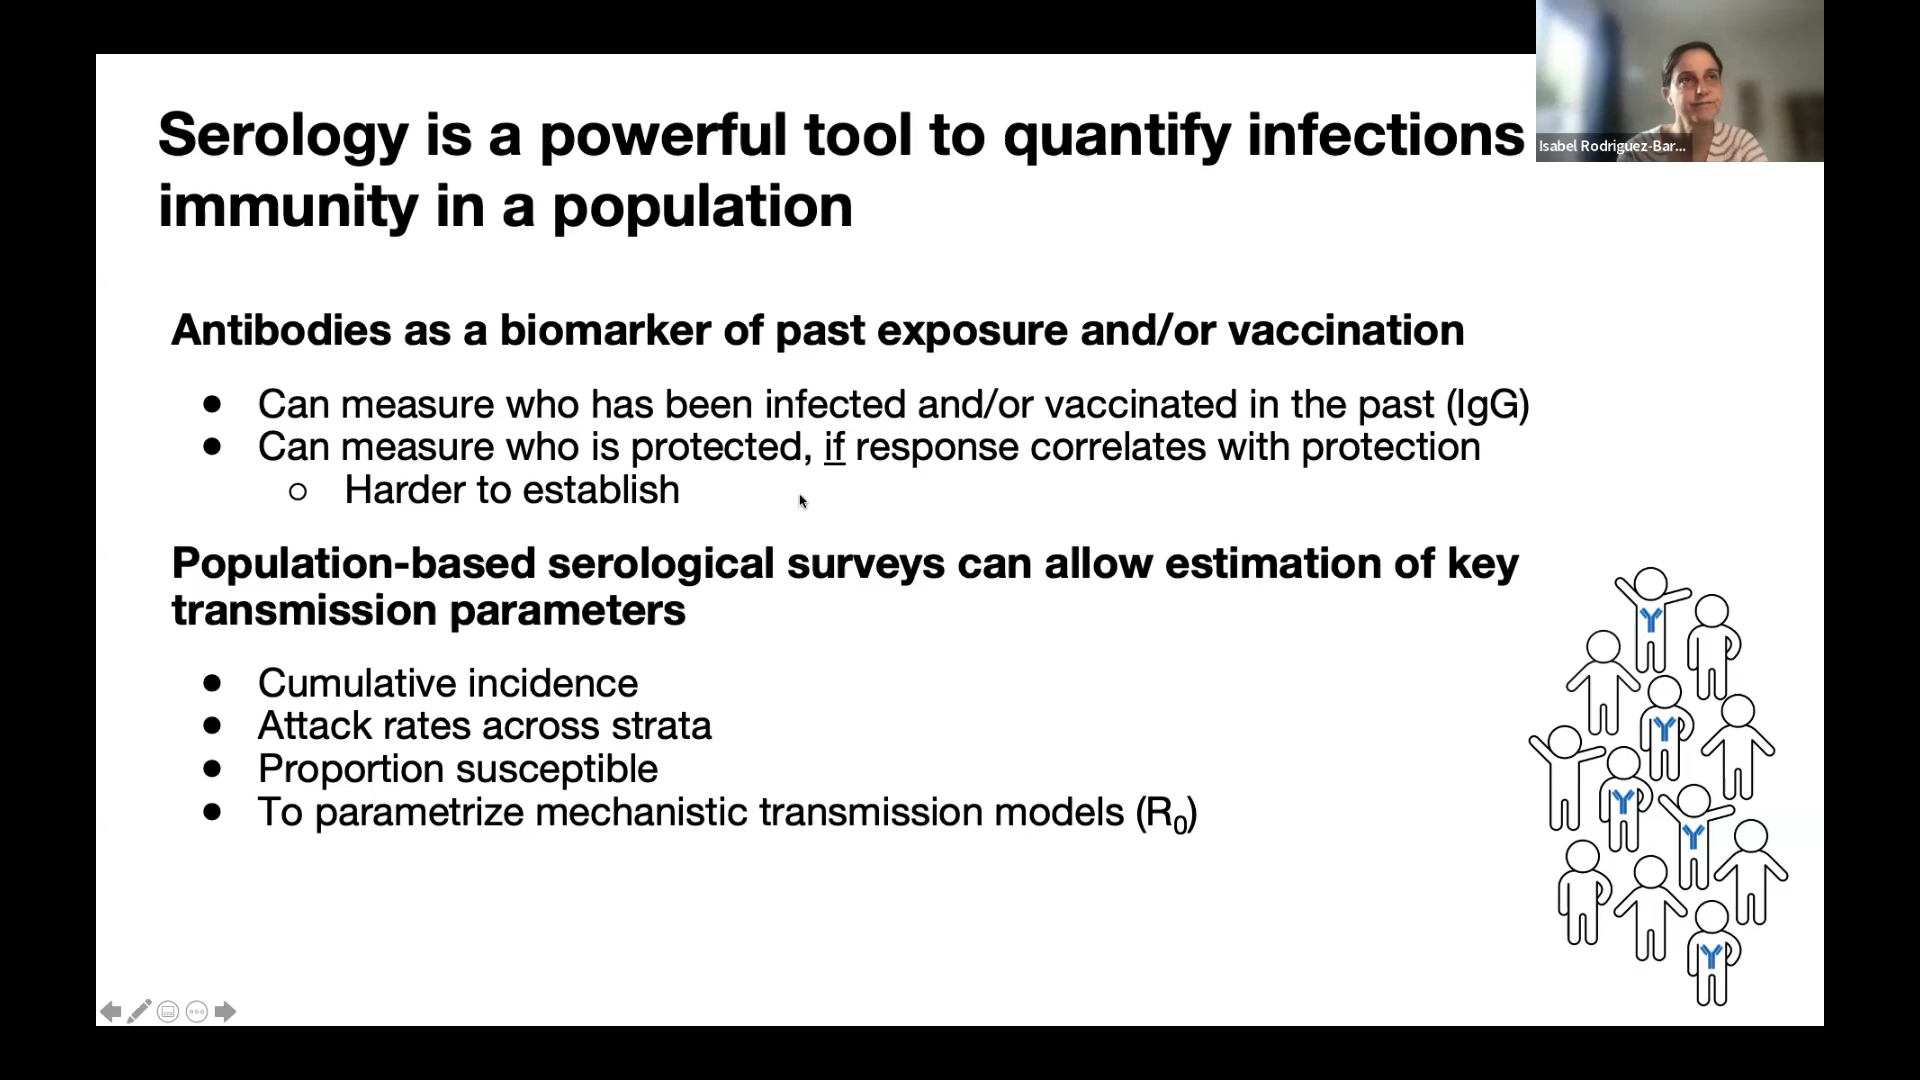 Serology is a powerful tool to quantify infections
immunity in a population
Isabel Rodriguez-Bar...
Antibodies as a biomarker of past exposure and/or vaccination
● Can measure who has been infected and/or vaccinated in the past (IgG)
● Can measure who is protected, if response correlates with protection
○ Harder to establish
Population-based serological surveys can allow estimation of key
transmission parameters
● Cumulative incidence
● Attack rates across strata
● Proportion susceptible
● To parametrize mechanistic transmission models (R₀)